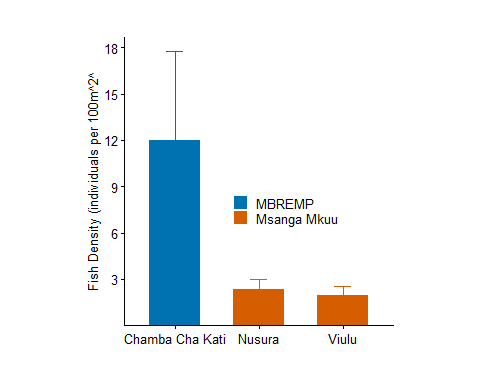 Fish Density (individuals per 100m^2^
18
15
12
9
6
3
MBREMP
Msanga Mkuu
Chamba Cha Kati Nusura Viulu